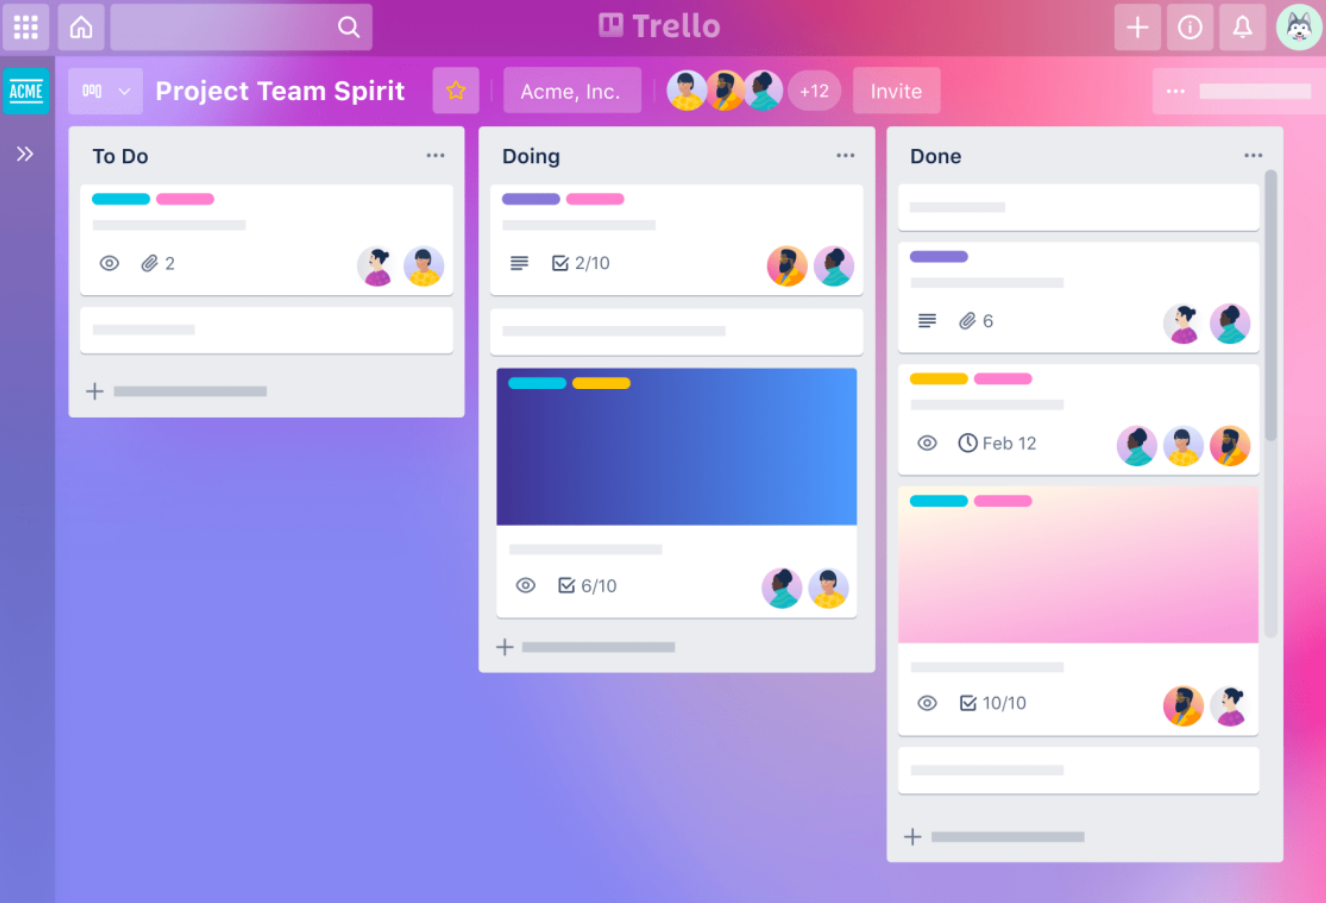 Trello
ACME
Project Team Spirit
Acme, Inc.
+12
Invite
To Do
2
Doing
2/10
6/10
Done
6
Feb 12
10/10